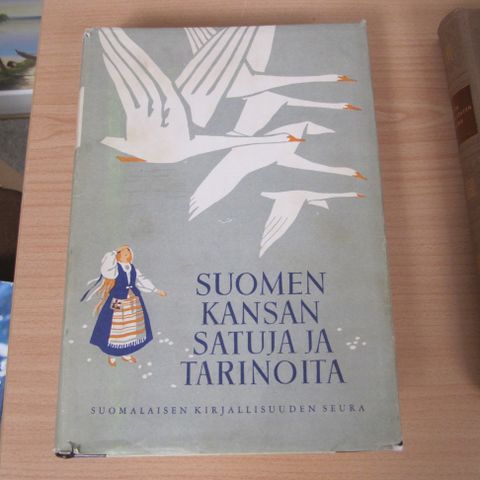 SUOMEN
KANSAN
SATUJA JA
TARINOITA
SUOMALAISEN KIRJALLISUUDEN SEURA